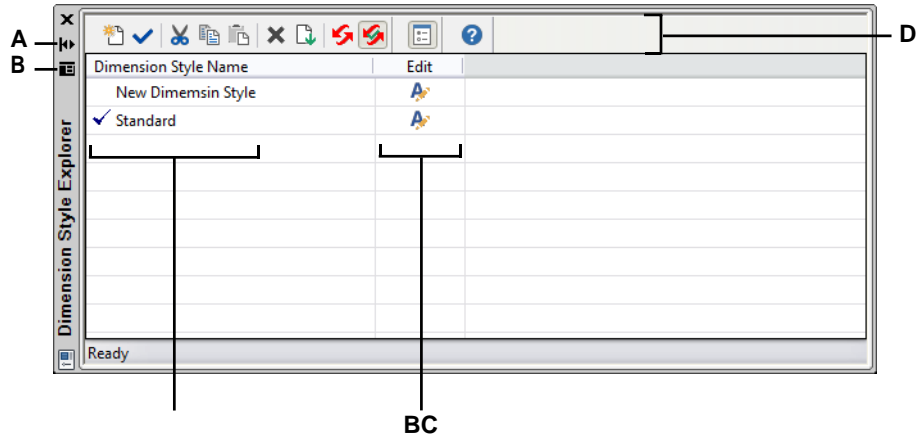 A
B
D
Dimension Style Name Edit
New Dimemsin Style
Standard
Dimension Style Explorer
Ready
BC